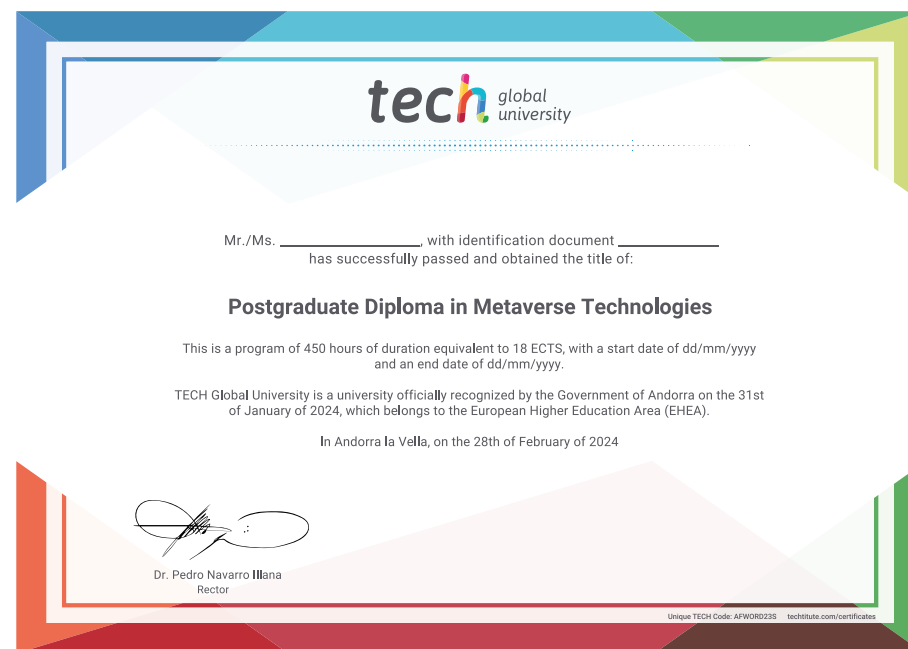 tech global
university
Mr./Ms. ____________________, with identification document ______________
has successfully passed and obtained the title of:
Postgraduate Diploma in Metaverse Technologies
This is a program of 450 hours of duration equivalent to 18 ECTS, with a start date of dd/mm/yyyy
and an end date of dd/mm/yyyy.
TECH Global University is a university officially recognized by the Government of Andorra on the 31st
of January of 2024, which belongs to the European Higher Education Area (EHEA).
In Andorra la Vella, on the 28th of February of 2024
Dr. Pedro Navarro Illana
Rector
Unique TECH Code: AFWORD23S techtitute.com/certificates